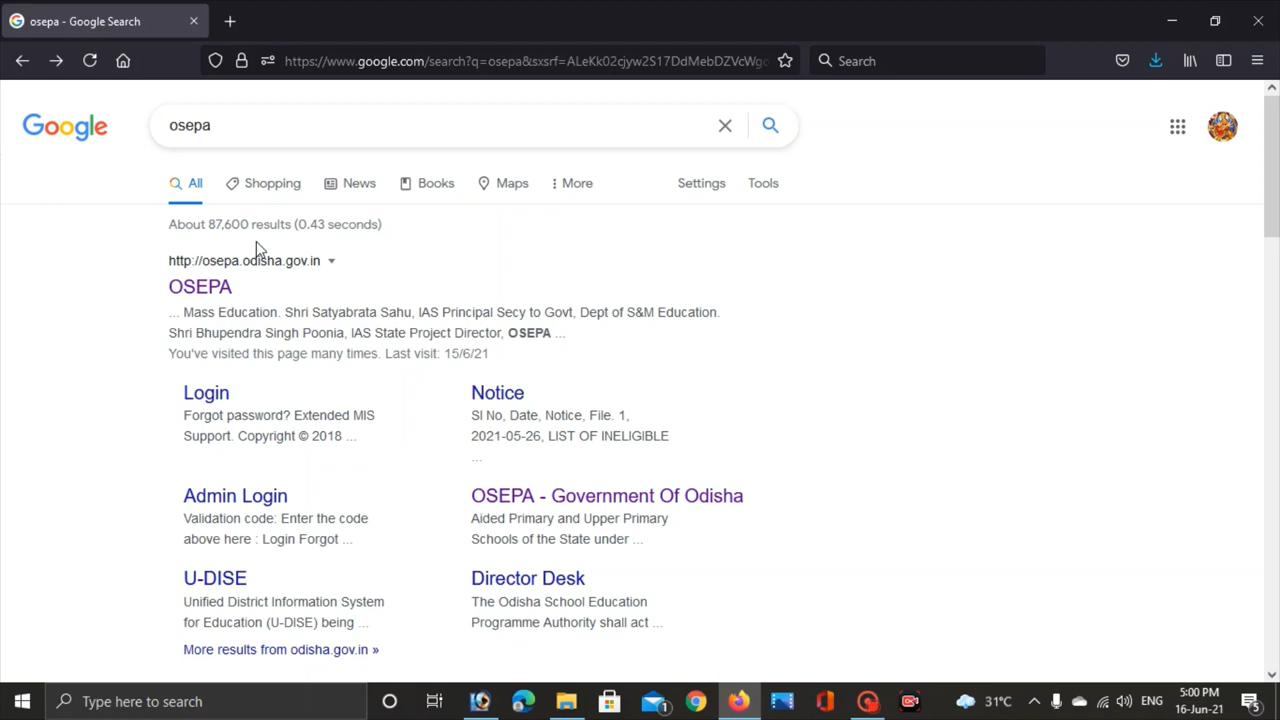 osepa - Google Search
https://www.google.com/search?q=osepa&sxsrf=ALeKk02cjyw2S17DdMebDZVcWgc
Search
Google
osepa
All
Shopping
News
Books
Maps
More
Settings
Tools
About 87,600 results (0.43 seconds)
http://osepa.odisha.gov.in
OSEPA
... Mass Education. Shri Satyabrata Sahu, IAS Principal Secy to Govt, Dept of S&M Education.
Shri Bhupendra Singh Poonia, IAS State Project Director, OSEPA ...
You've visited this page many times. Last visit: 15/6/21
Login
Forgot password? Extended MIS
Support. Copyright © 2018 ...
Notice
Sl No, Date, Notice, File. 1,
2021-05-26, LIST OF INELIGIBLE
...
Admin Login
Validation code: Enter the code
above here : Login Forgot ...
OSEPA - Government Of Odisha
Aided Primary and Upper Primary
Schools of the State under ...
U-DISE
Unified District Information System
for Education (U-DISE) being ...
Director Desk
The Odisha School Education
Programme Authority shall act ...
More results from odisha.gov.in »
Type here to search
1
31°C
ENG
5:00 PM
16-Jun-21
5